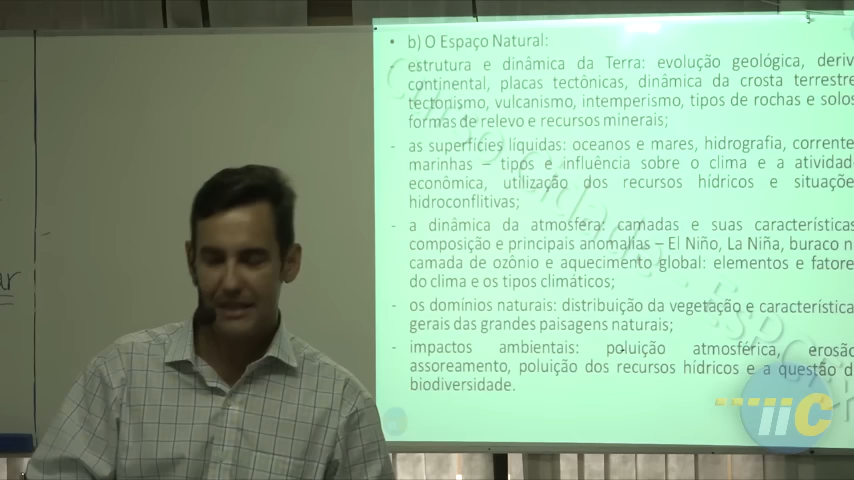 • b) O Espaço Natural:
- estrutura e dinâmica da Terra: evolução geológica, deriv
continental, placas tectônicas, dinâmica da crosta terrestre
tectonismo, vulcanismo, intemperismo, tipos de rochas e solos
formas de relevo e recursos minerais;
- as superfícies líquidas: oceanos e mares, hidrografia, corrente
marinhas – tipos e influência sobre o clima e a atividad
econômica, utilização dos recursos hídricos e situaçõe
hidroconflitivas;
- a dinâmica da atmosfera: camadas e suas características
composição e principais anomalias – El Niño, La Niña, buraco n
camada de ozônio e aquecimento global: elementos e fatore
do clima e os tipos climáticos;
- os domínios naturais: distribuição da vegetação e característica
gerais das grandes paisagens naturais;
- impactos ambientais: poluição atmosférica, erosão
assoreamento, poluição dos recursos hídricos e a questão d
biodiversidade.
ar
iiC